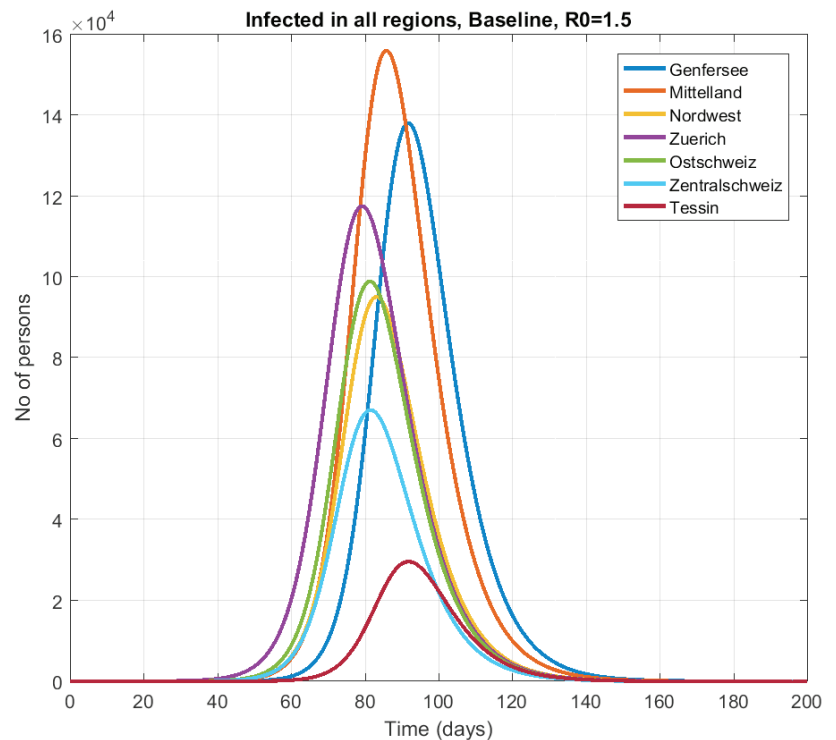 Infected in all regions, Baseline, R0=1.5
×10⁴
16
14
12
10
8
6
4
2
0
No of persons
0 20 40 60 80 100 120 140 160 180 200
Time (days)
Genfersee
Mittelland
Nordwest
Zuerich
Ostschweiz
Zentralschweiz
Tessin